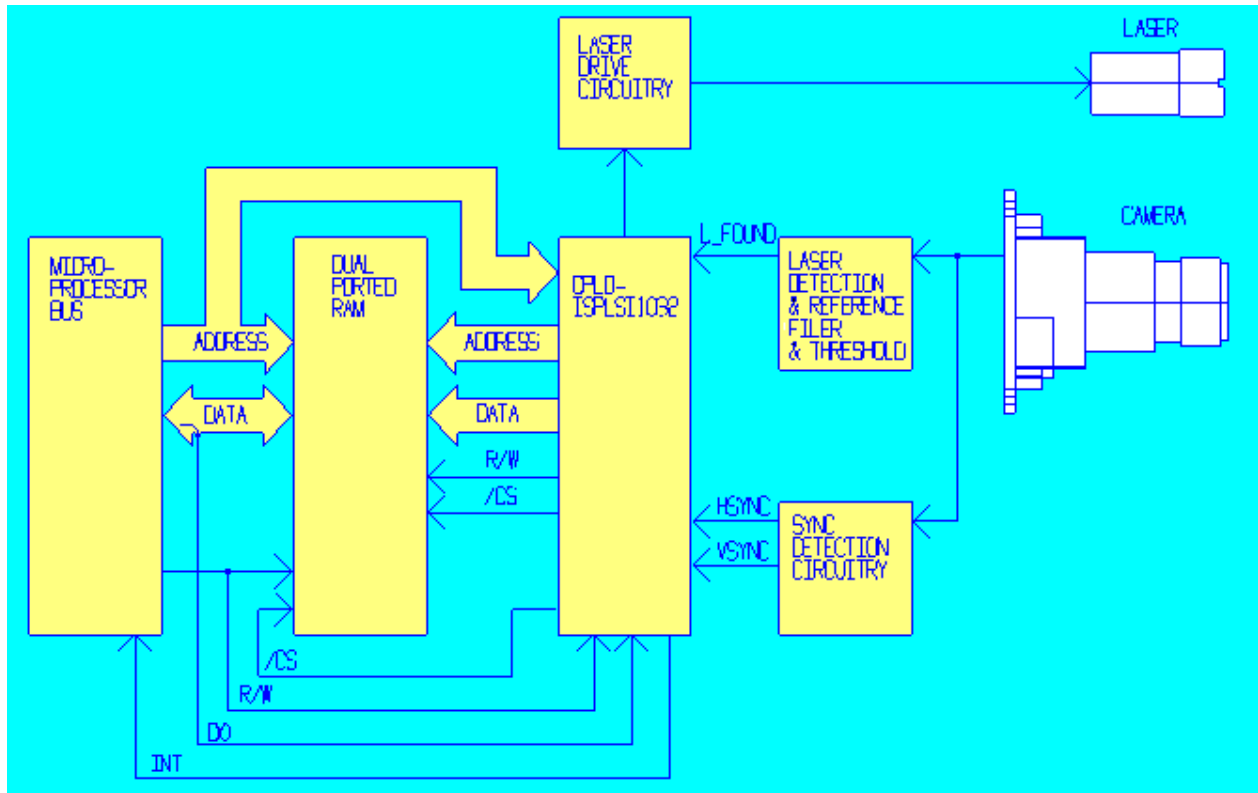 LASER
LASER
DRIVE
CIRCUITRY
CAMERA
L_FOUND
MICRO-
PROCESSOR
BUS
DUAL
PORTED
RAM
CPLD-
ISPLSI1032
LASER
DETECTION
& REFERENCE
FILER
& THRESHOLD
ADDRESS
ADDRESS
DATA
DATA
R/W
/CS
HSYNC
VSYNC
SYNC
DETECTION
CIRCUITRY
/CS
R/W
D0
INT